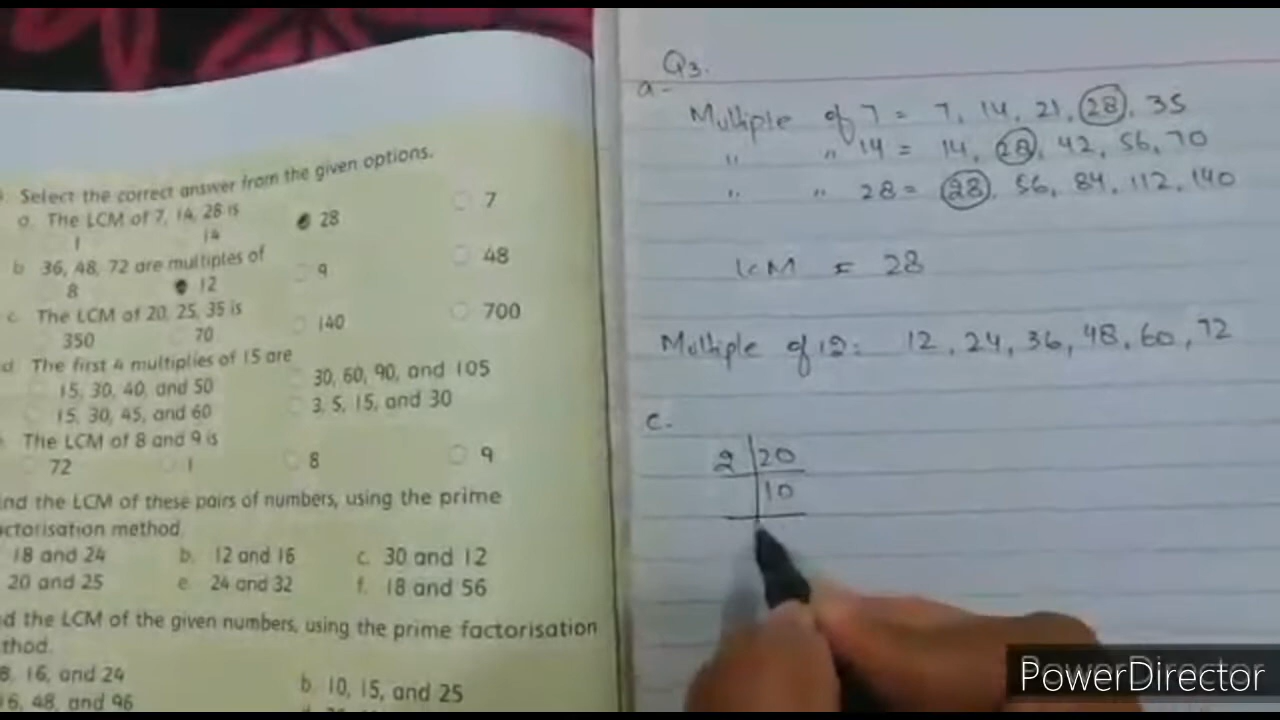 Select the correct answer from the given options.
a. The LCM of 7, 14, 28 is
1 14 28 7
b 36, 48, 72 are multiples of
8 12 9 48
c. The LCM of 20, 25, 35 is
350 70 140 700
d The first 4 multiplies of 15 are
15, 30, 40, and 50 30, 60, 90, and 105
15, 30, 45, and 60 3, 5, 15, and 30
The LCM of 8 and 9 is
72 1 8 9
nd the LCM of these pairs of numbers, using the prime
actorisation method.
18 and 24 b. 12 and 16 c. 30 and 12
20 and 25 e. 24 and 32 f. 18 and 56
d the LCM of the given numbers, using the prime factorisation
thod.
8, 16, and 24 b. 10, 15, and 25
6, 48, and 96
Q3.
a-
Multiple of 7 = 7, 14, 21, 28, 35
" " 14 = 14, 28, 42, 56, 70
" " 28 = 28, 56, 84, 112, 140
LCM = 28
Multiple of 12: 12, 24, 36, 48, 60, 72
c.
2 20
10
PowerDirector